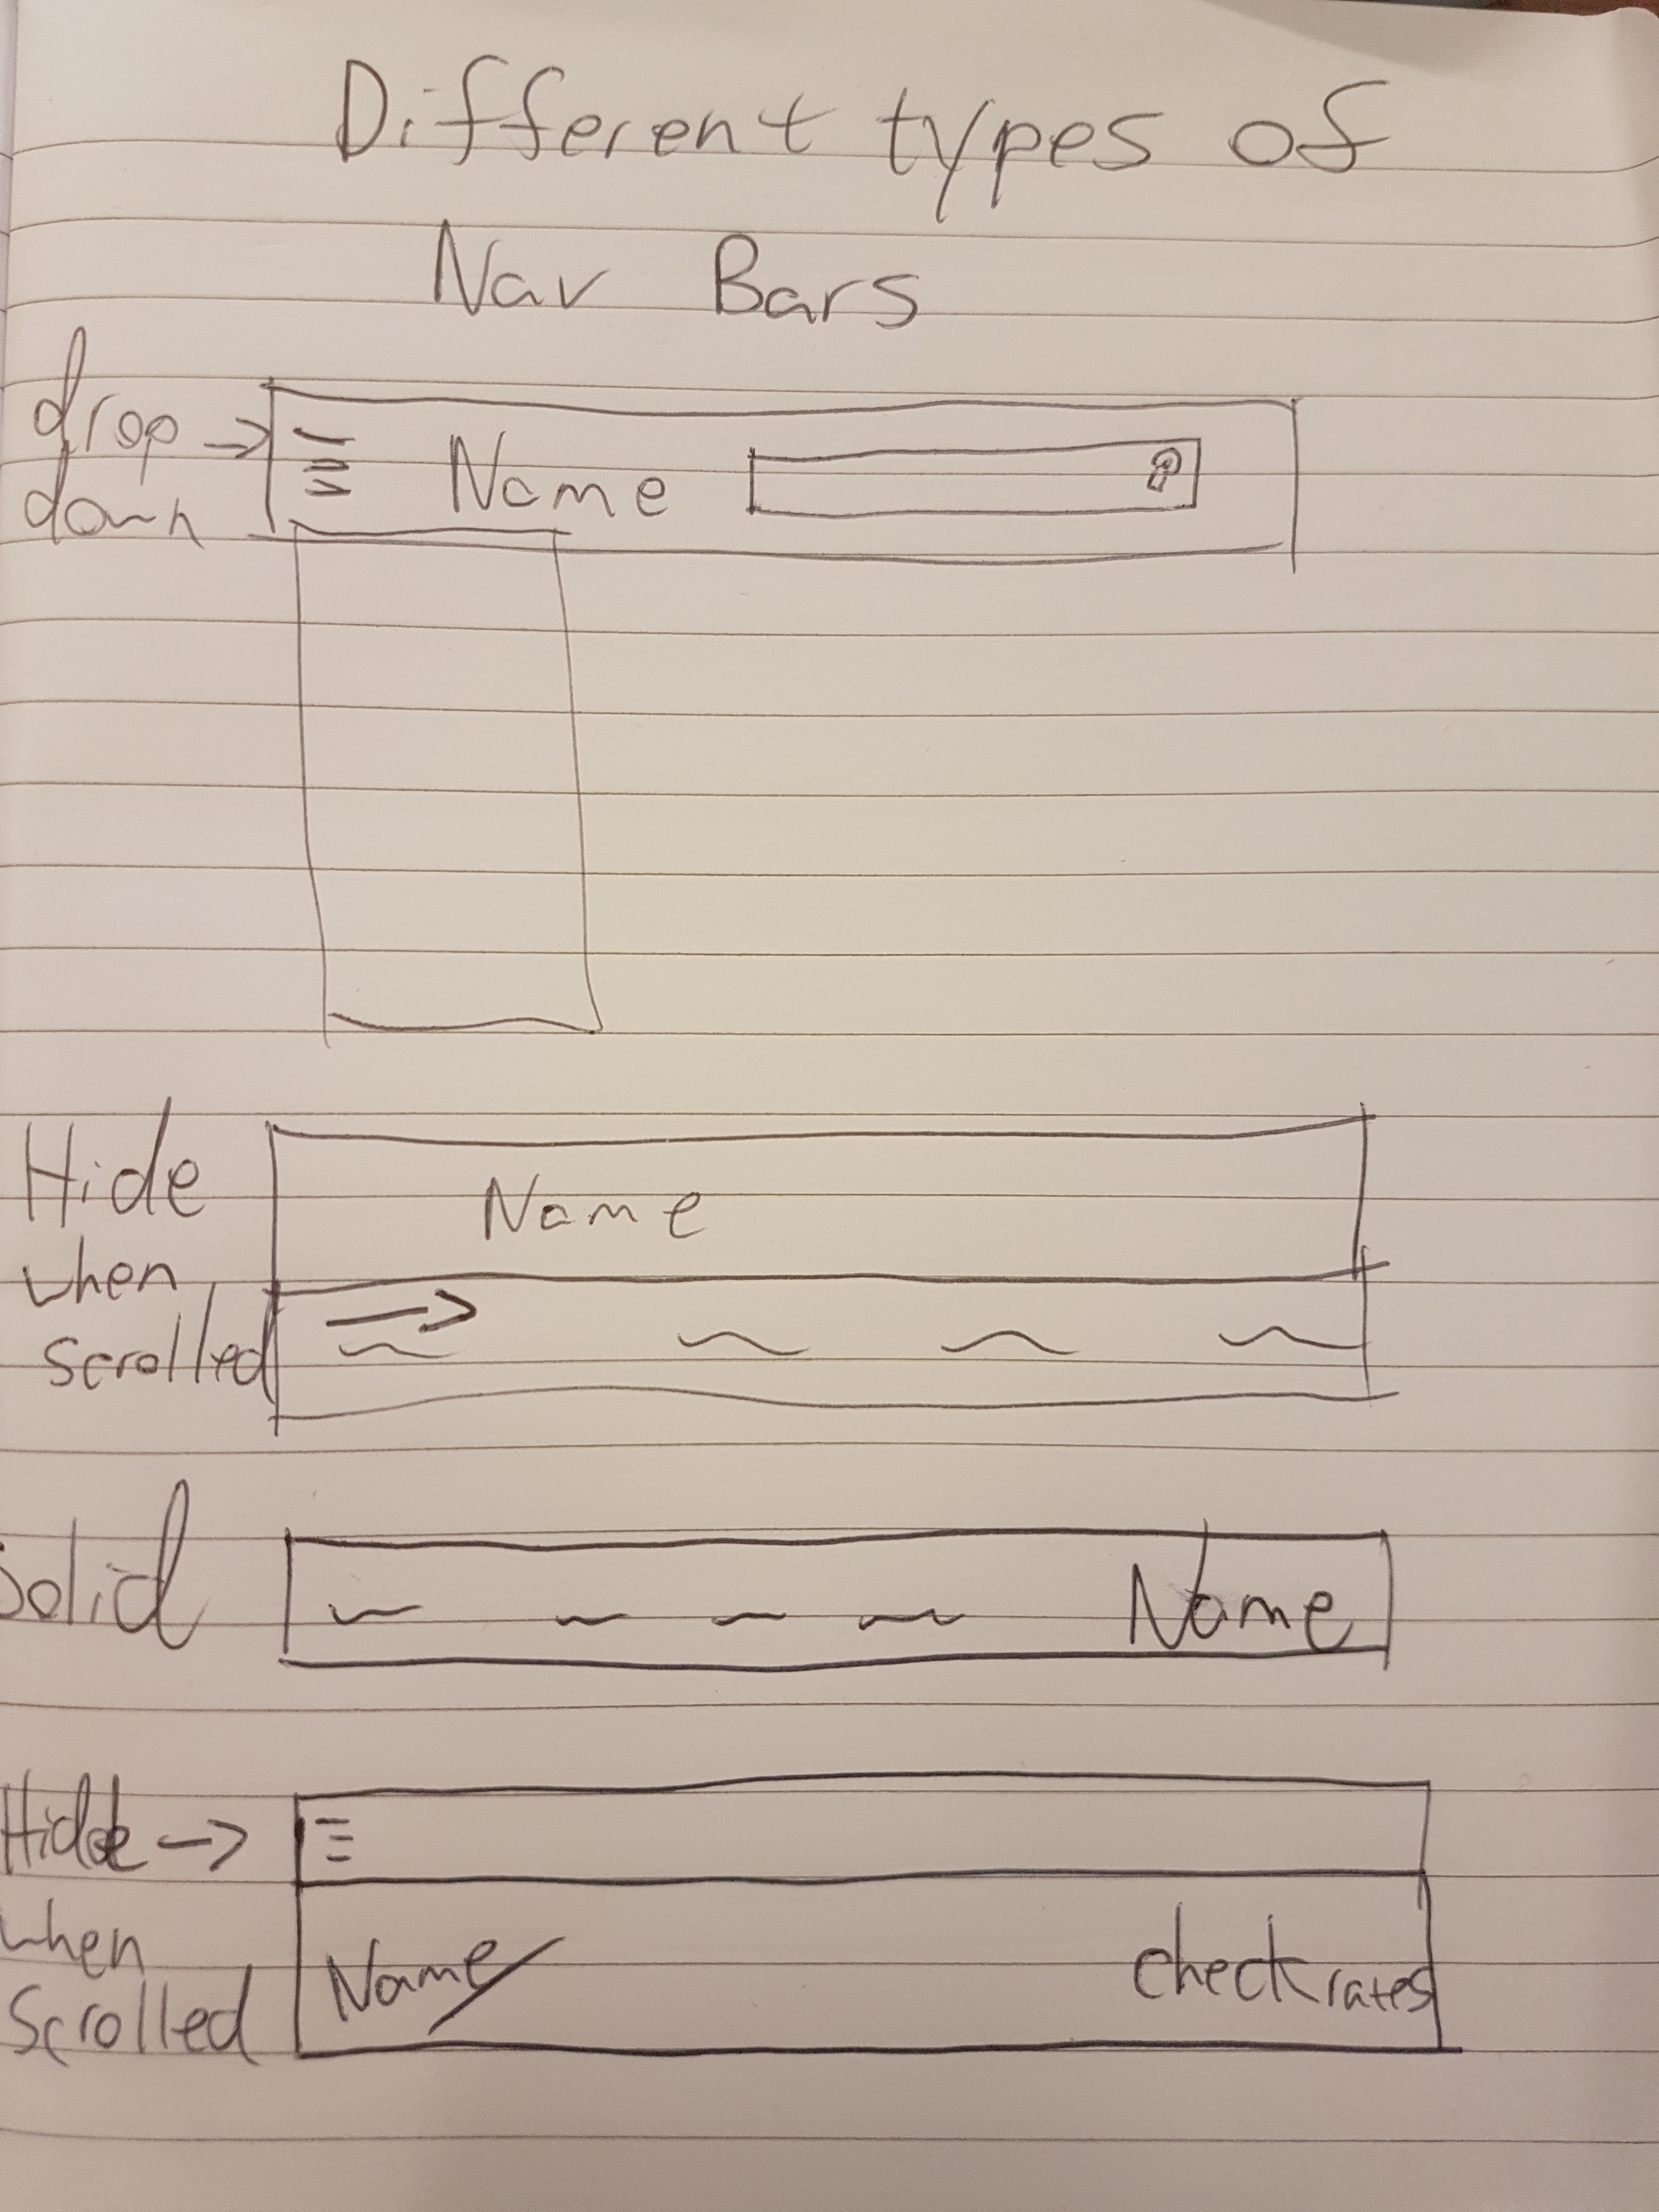 Different types of
Nav Bars
drop →
down
Name
Hide
when
scrolled
Name
Solid
Name
Hide →
when
Scrolled
Name
check rates